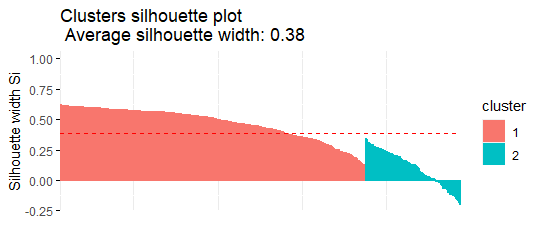 Clusters silhouette plot
Average silhouette width: 0.38
Silhouette width Si
1.00
0.75
0.50
0.25
0.00
-0.25
cluster
1
2